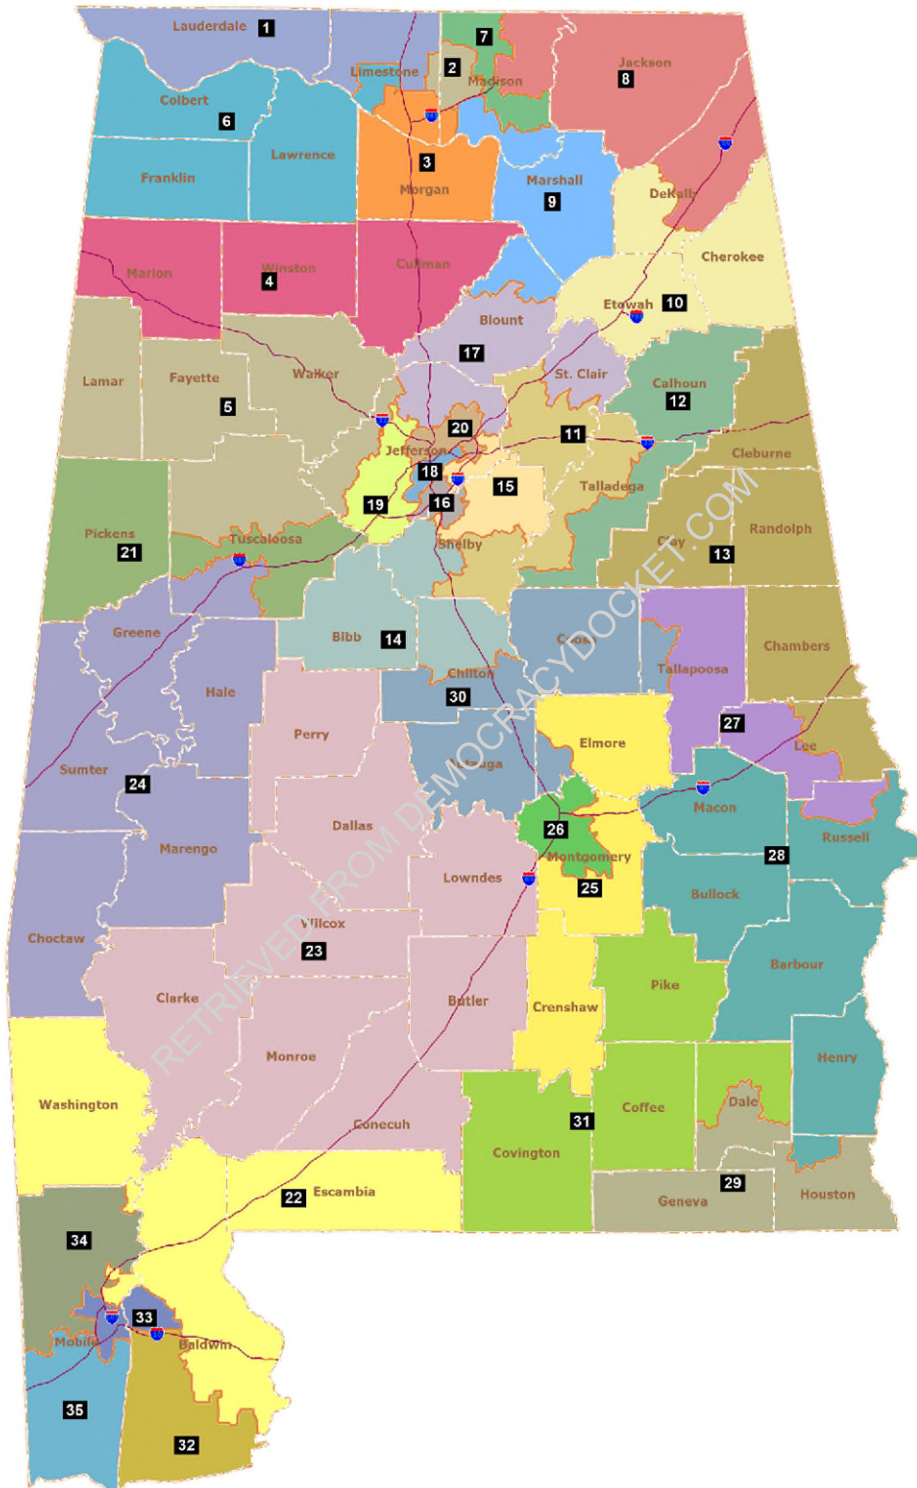 Lauderdale 1
7
2
Limestone
Madison
Jackson
8
Colbert
6
3
Lawrence
Franklin
Morgan
Marshall
9
DeKalb
Cherokee
Marion
Winston
4
Cullman
Etowah 10
Blount
17
Lamar
Fayette
5
Walker
St. Clair
Calhoun
12
20
11
Jefferson
18
Cleburne
15
16
19
Talladega
Pickens
21
Tuscaloosa
Shelby
Clay
13
Randolph
Greene
Bibb 14
Coosa
Chambers
Hale
Chilton
30
Tallapoosa
Perry
27
Elmore
Lee
Sumter
24
Autauga
Macon
Dallas
26
Russell
Marengo
Montgomery
28
Lowndes
25
Bullock
Choctaw
Wilcox
23
Barbour
Clarke
Butler
Crenshaw
Pike
Monroe
Henry
Washington
Conecuh
31
Coffee
Dale
Covington
22 Escambia
29
Geneva
Houston
34
33
Mobile
Baldwin
35
32
RETRIEVED FROM DEMOCRACYDOCKET.COM